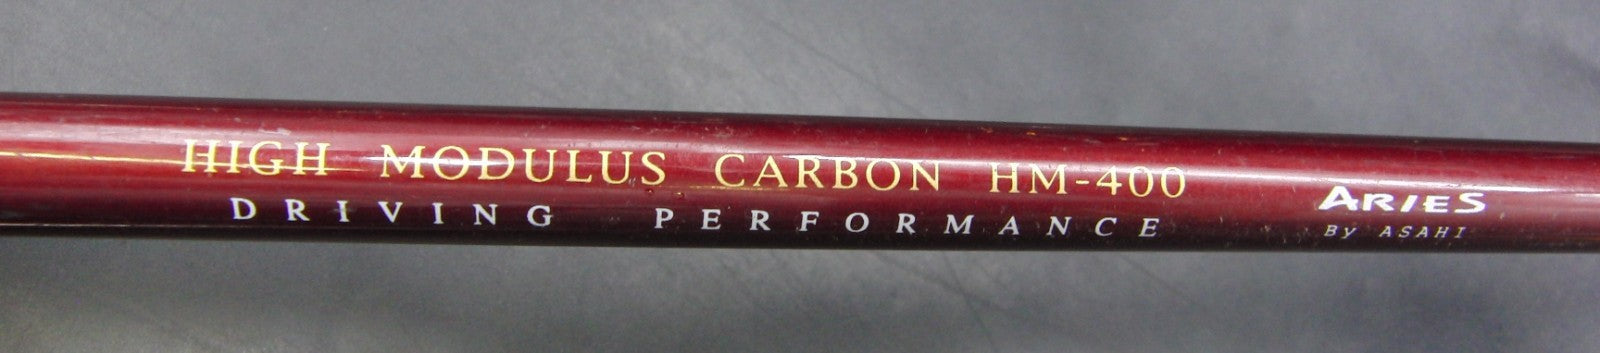 HIGH MODULUS CARBON HM-400
DRIVING PERFORMANCE
ARIES
By ASAHI